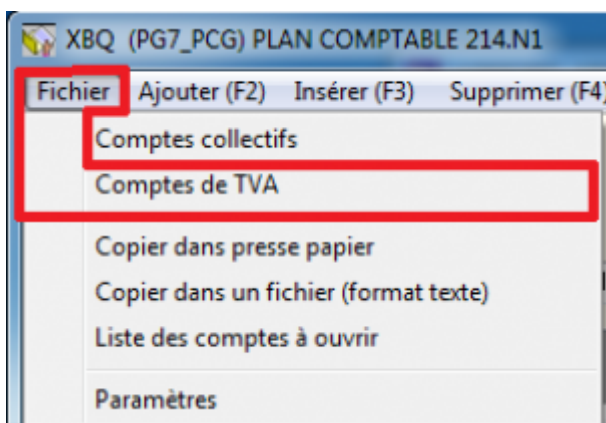 XBQ (PG7_PCG) PLAN COMPTABLE 214.N1
Fichier Ajouter (F2) Insérer (F3) Supprimer (F4)
Comptes collectifs
Comptes de TVA
Copier dans presse papier
Copier dans un fichier (format texte)
Liste des comptes à ouvrir
Paramètres